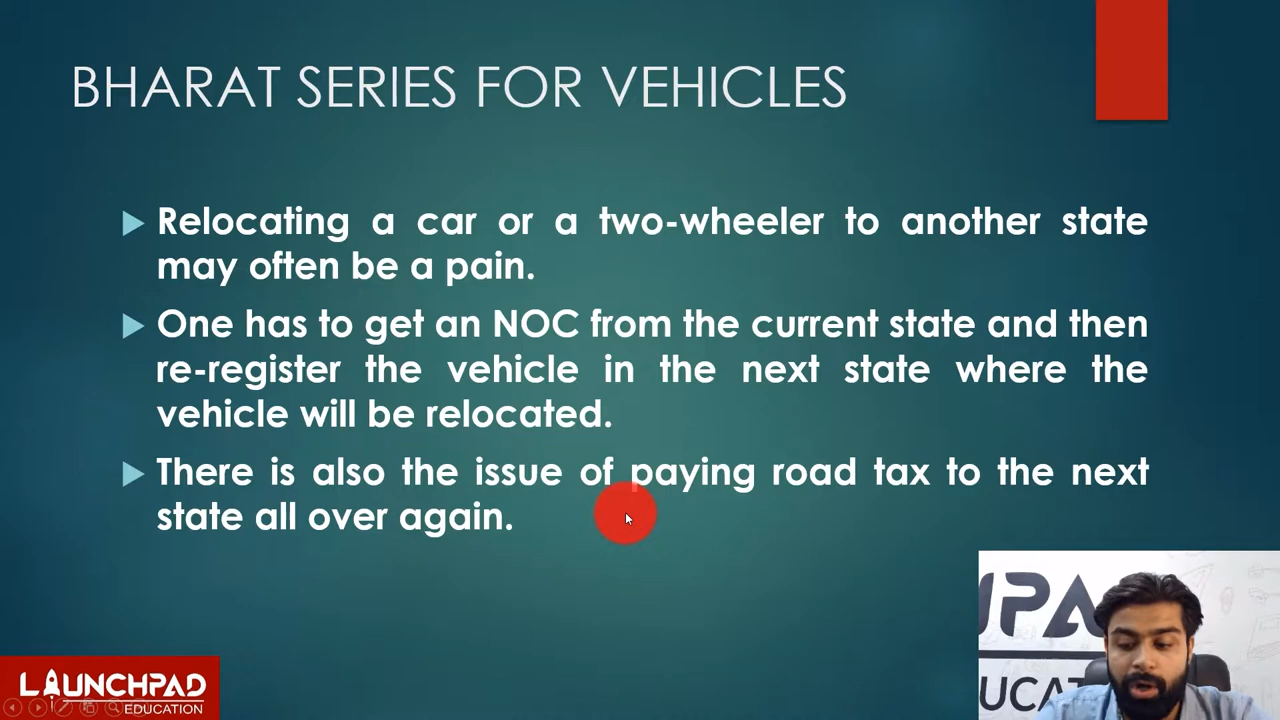 BHARAT SERIES FOR VEHICLES
Relocating a car or a two-wheeler to another state
may often be a pain.
One has to get an NOC from the current state and then
re-register the vehicle in the next state where the
vehicle will be relocated.
There is also the issue of paying road tax to the next
state all over again.
LAUNCHPAD
EDUCATION